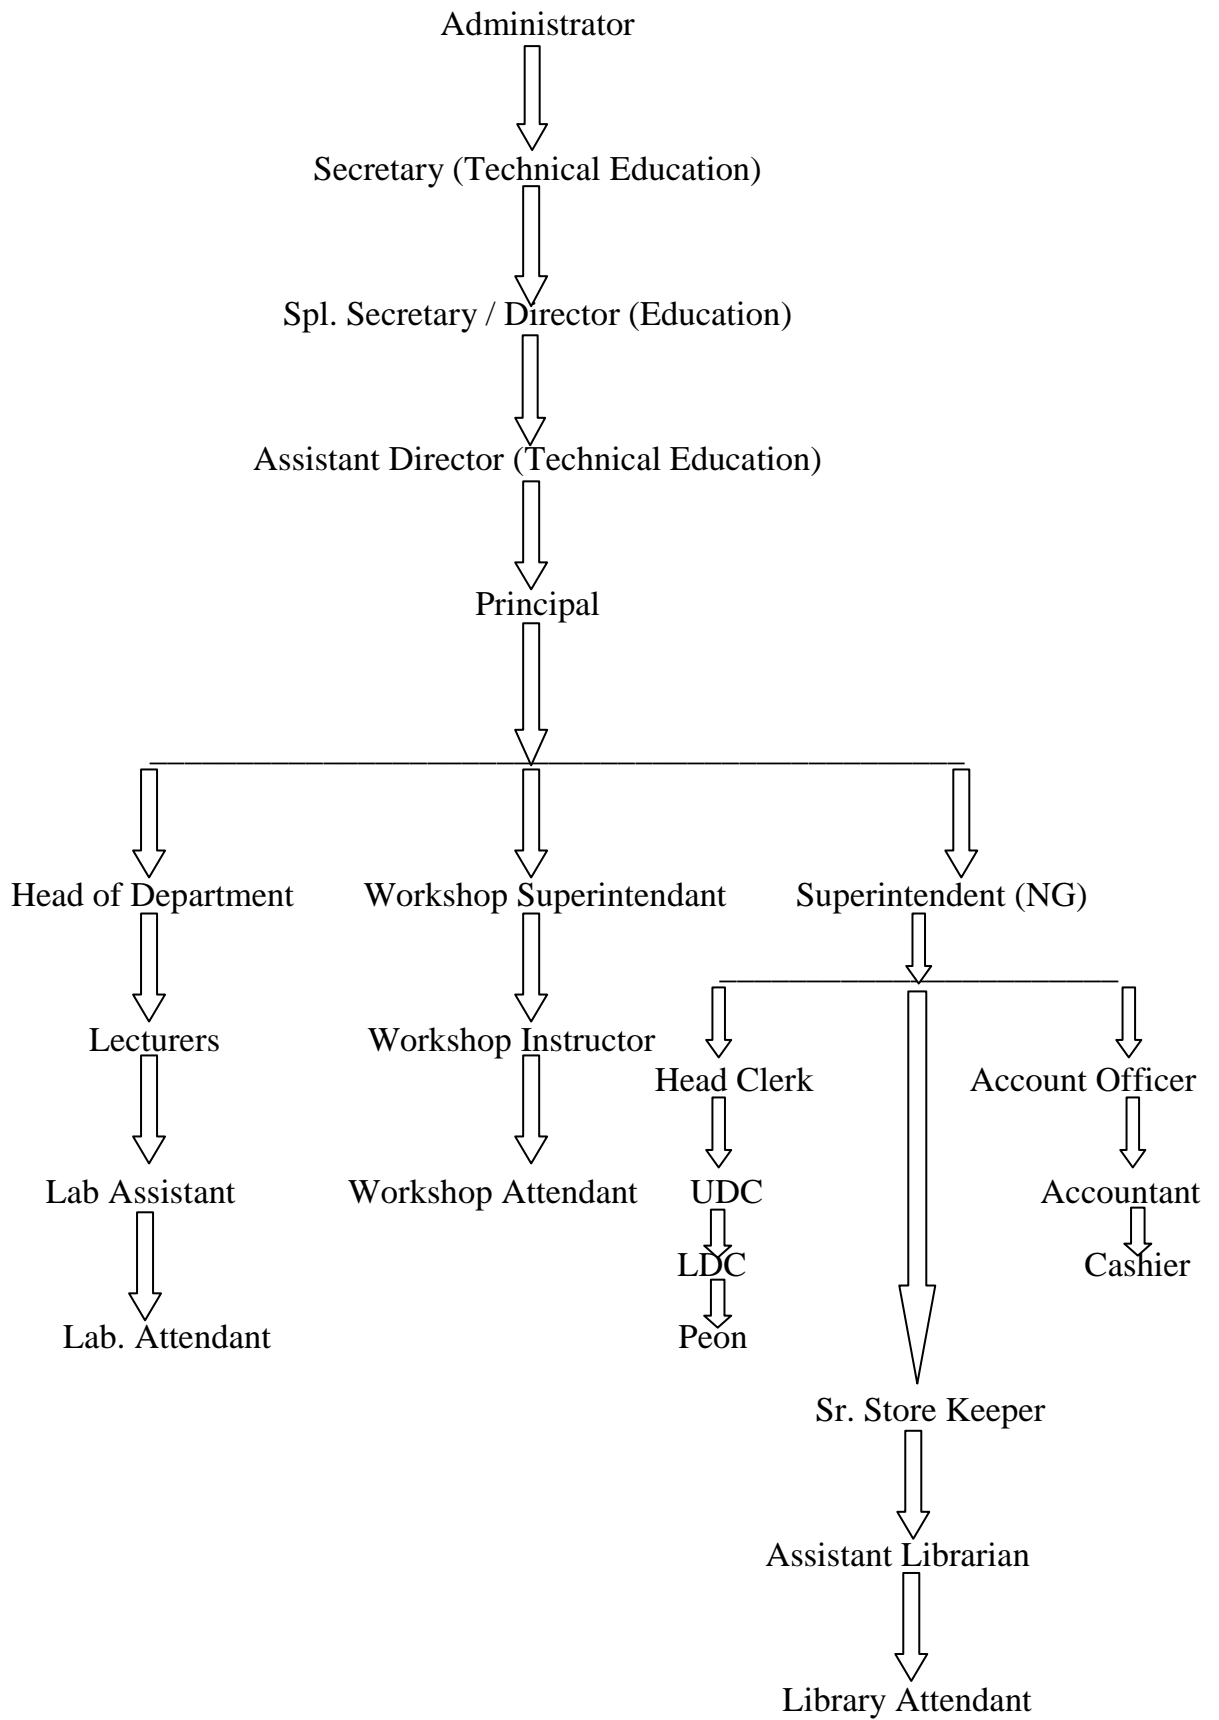 Administrator
Secretary (Technical Education)
Spl. Secretary / Director (Education)
Assistant Director (Technical Education)
Principal
Head of Department Workshop Superintendant Superintendent (NG)
Lecturers Workshop Instructor
Head Clerk Account Officer
Lab Assistant Workshop Attendant UDC Accountant
LDC Cashier
Lab. Attendant Peon
Sr. Store Keeper
Assistant Librarian
Library Attendant